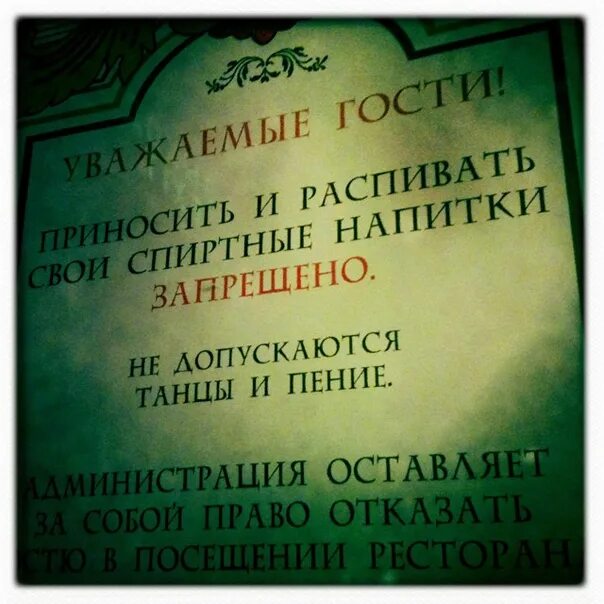 УВАЖАЕМЫЕ ГОСТИ!
ПРИНОСИТЬ И РАСПИВАТЬ
СВОИ СПИРТНЫЕ НАПИТКИ
ЗАПРЕЩЕНО.
НЕ ДОПУСКАЮТСЯ
ТАНЦЫ И ПЕНИЕ.
АДМИНИСТРАЦИЯ ОСТАВЛЯЕТ
ЗА СОБОЙ ПРАВО ОТКАЗАТЬ
СТЮ В ПОСЕЩЕНИИ РЕСТОРАН